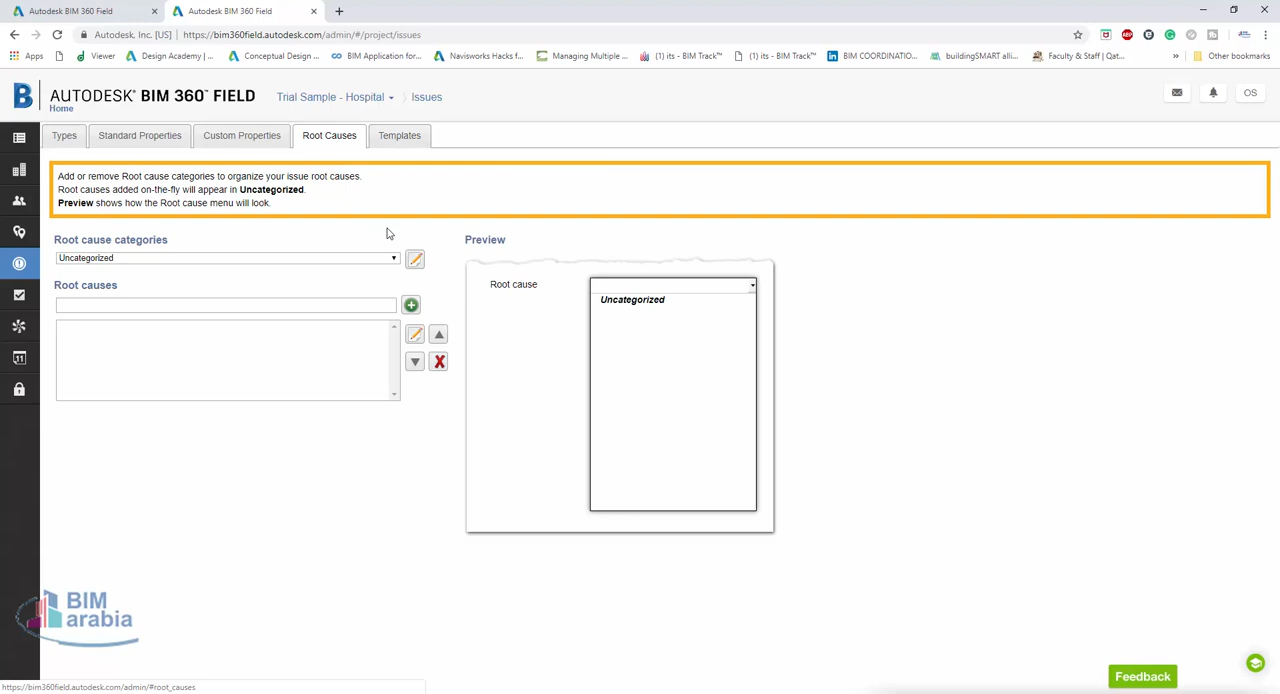 Autodesk BIM 360 Field
Autodesk BIM 360 Field
Autodesk, Inc. [US] | https://bim360field.autodesk.com/admin/#/project/issues
Apps
Viewer
Design Academy | ...
Conceptual Design ...
BIM Application for...
Navisworks Hacks f...
Managing Multiple ...
(1) its - BIM Track™
(1) its - BIM Track™
BIM COORDINATIO...
buildingSMART alli...
Faculty & Staff | Qat...
»
Other bookmarks
B AUTODESK® BIM 360™ FIELD
Trial Sample - Hospital
Issues
OS
Home
Types
Standard Properties
Custom Properties
Root Causes
Templates
Add or remove Root cause categories to organize your issue root causes.
Root causes added on-the-fly will appear in Uncategorized.
Preview shows how the Root cause menu will look.
Root cause categories
Uncategorized
Root causes
Preview
Root cause
Uncategorized
11
BIM
arabia
Feedback
https://bim360field.autodesk.com/admin/#root_causes